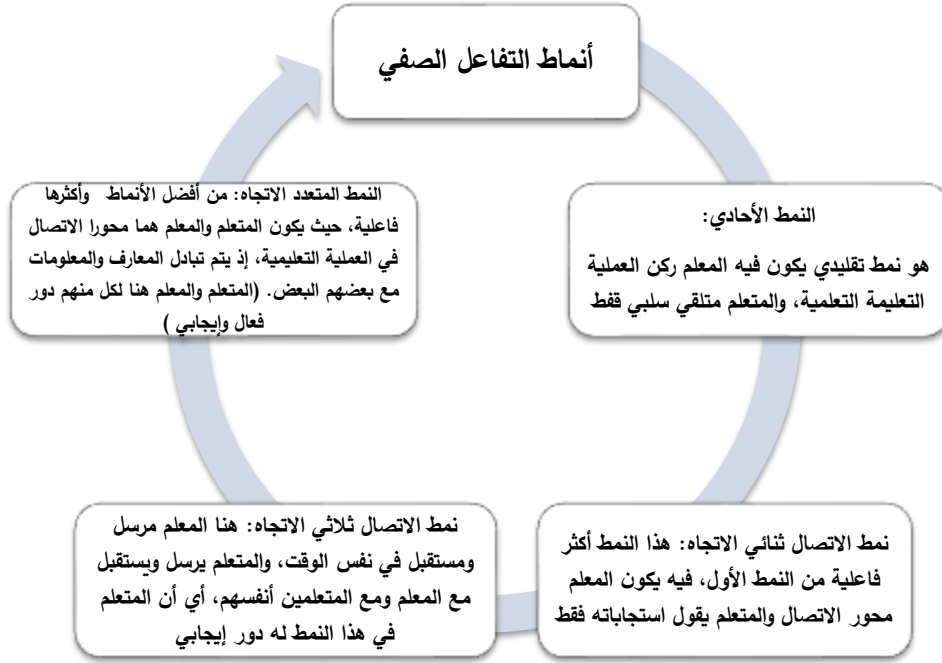 أنماط التفاعل الصفي
النمط الأحادي:
هو نمط تقليدي يكون فيه المعلم ركن العملية
التعليمة التعلمية، والمتعلم متلقي سلبي فقط
نمط الاتصال ثنائي الاتجاه: هذا النمط أكثر
فاعلية من النمط الأول، فيه يكون المعلم
محور الاتصال والمتعلم يقول استجاباته فقط
نمط الاتصال ثلاثي الاتجاه: هنا المعلم مرسل
ومستقبل في نفس الوقت، والمتعلم يرسل ويستقبل
مع المعلم ومع المتعلمين أنفسهم، أي أن المتعلم
في هذا النمط له دور إيجابي
النمط المتعدد الاتجاه: من أفضل الأنماط وأكثرها
فاعلية، حيث يكون المتعلم والمعلم هما محورا الاتصال
في العملية التعليمية، إذ يتم تبادل المعارف والمعلومات
مع بعضهم البعض. (المتعلم والمعلم هنا لكل منهم دور
فعال وإيجابي )